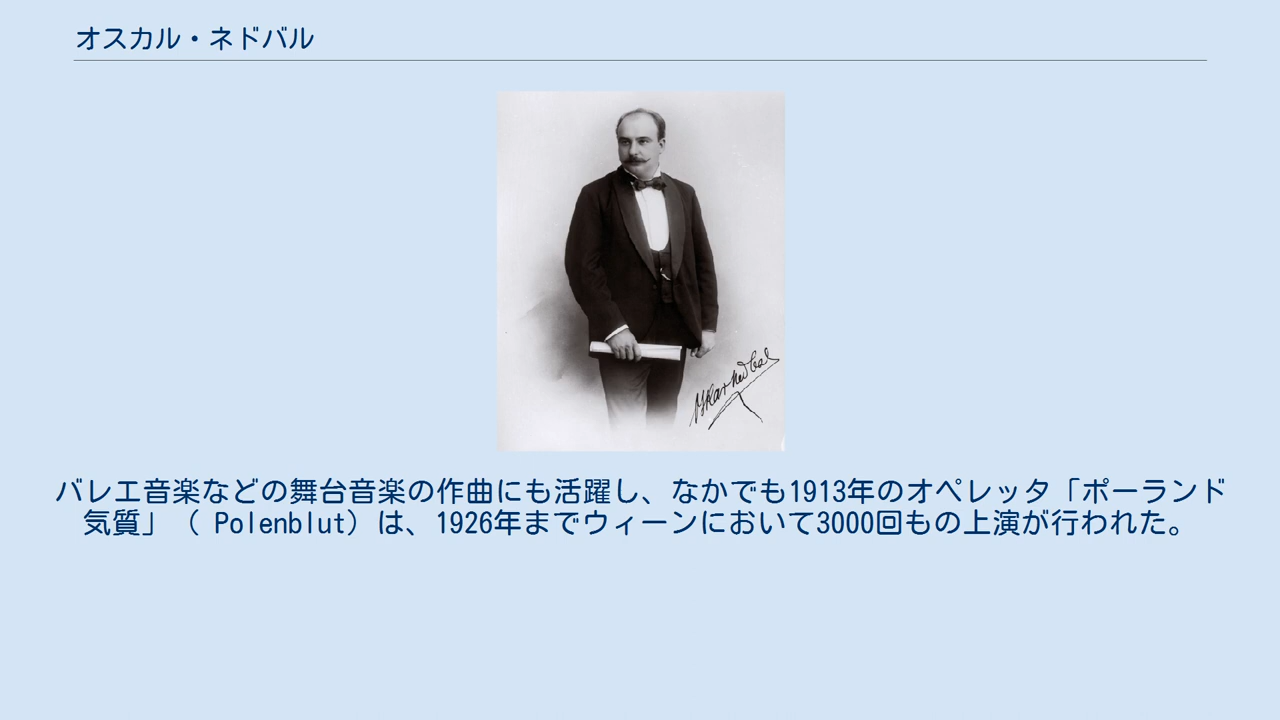 オスカル・ネドバル
Oskar Nedbal
バレエ音楽などの舞台音楽の作曲にも活躍し、なかでも1913年のオペレッタ「ポーランド
気質」（ Polenblut）は、1926年までウィーンにおいて3000回もの上演が行われた。